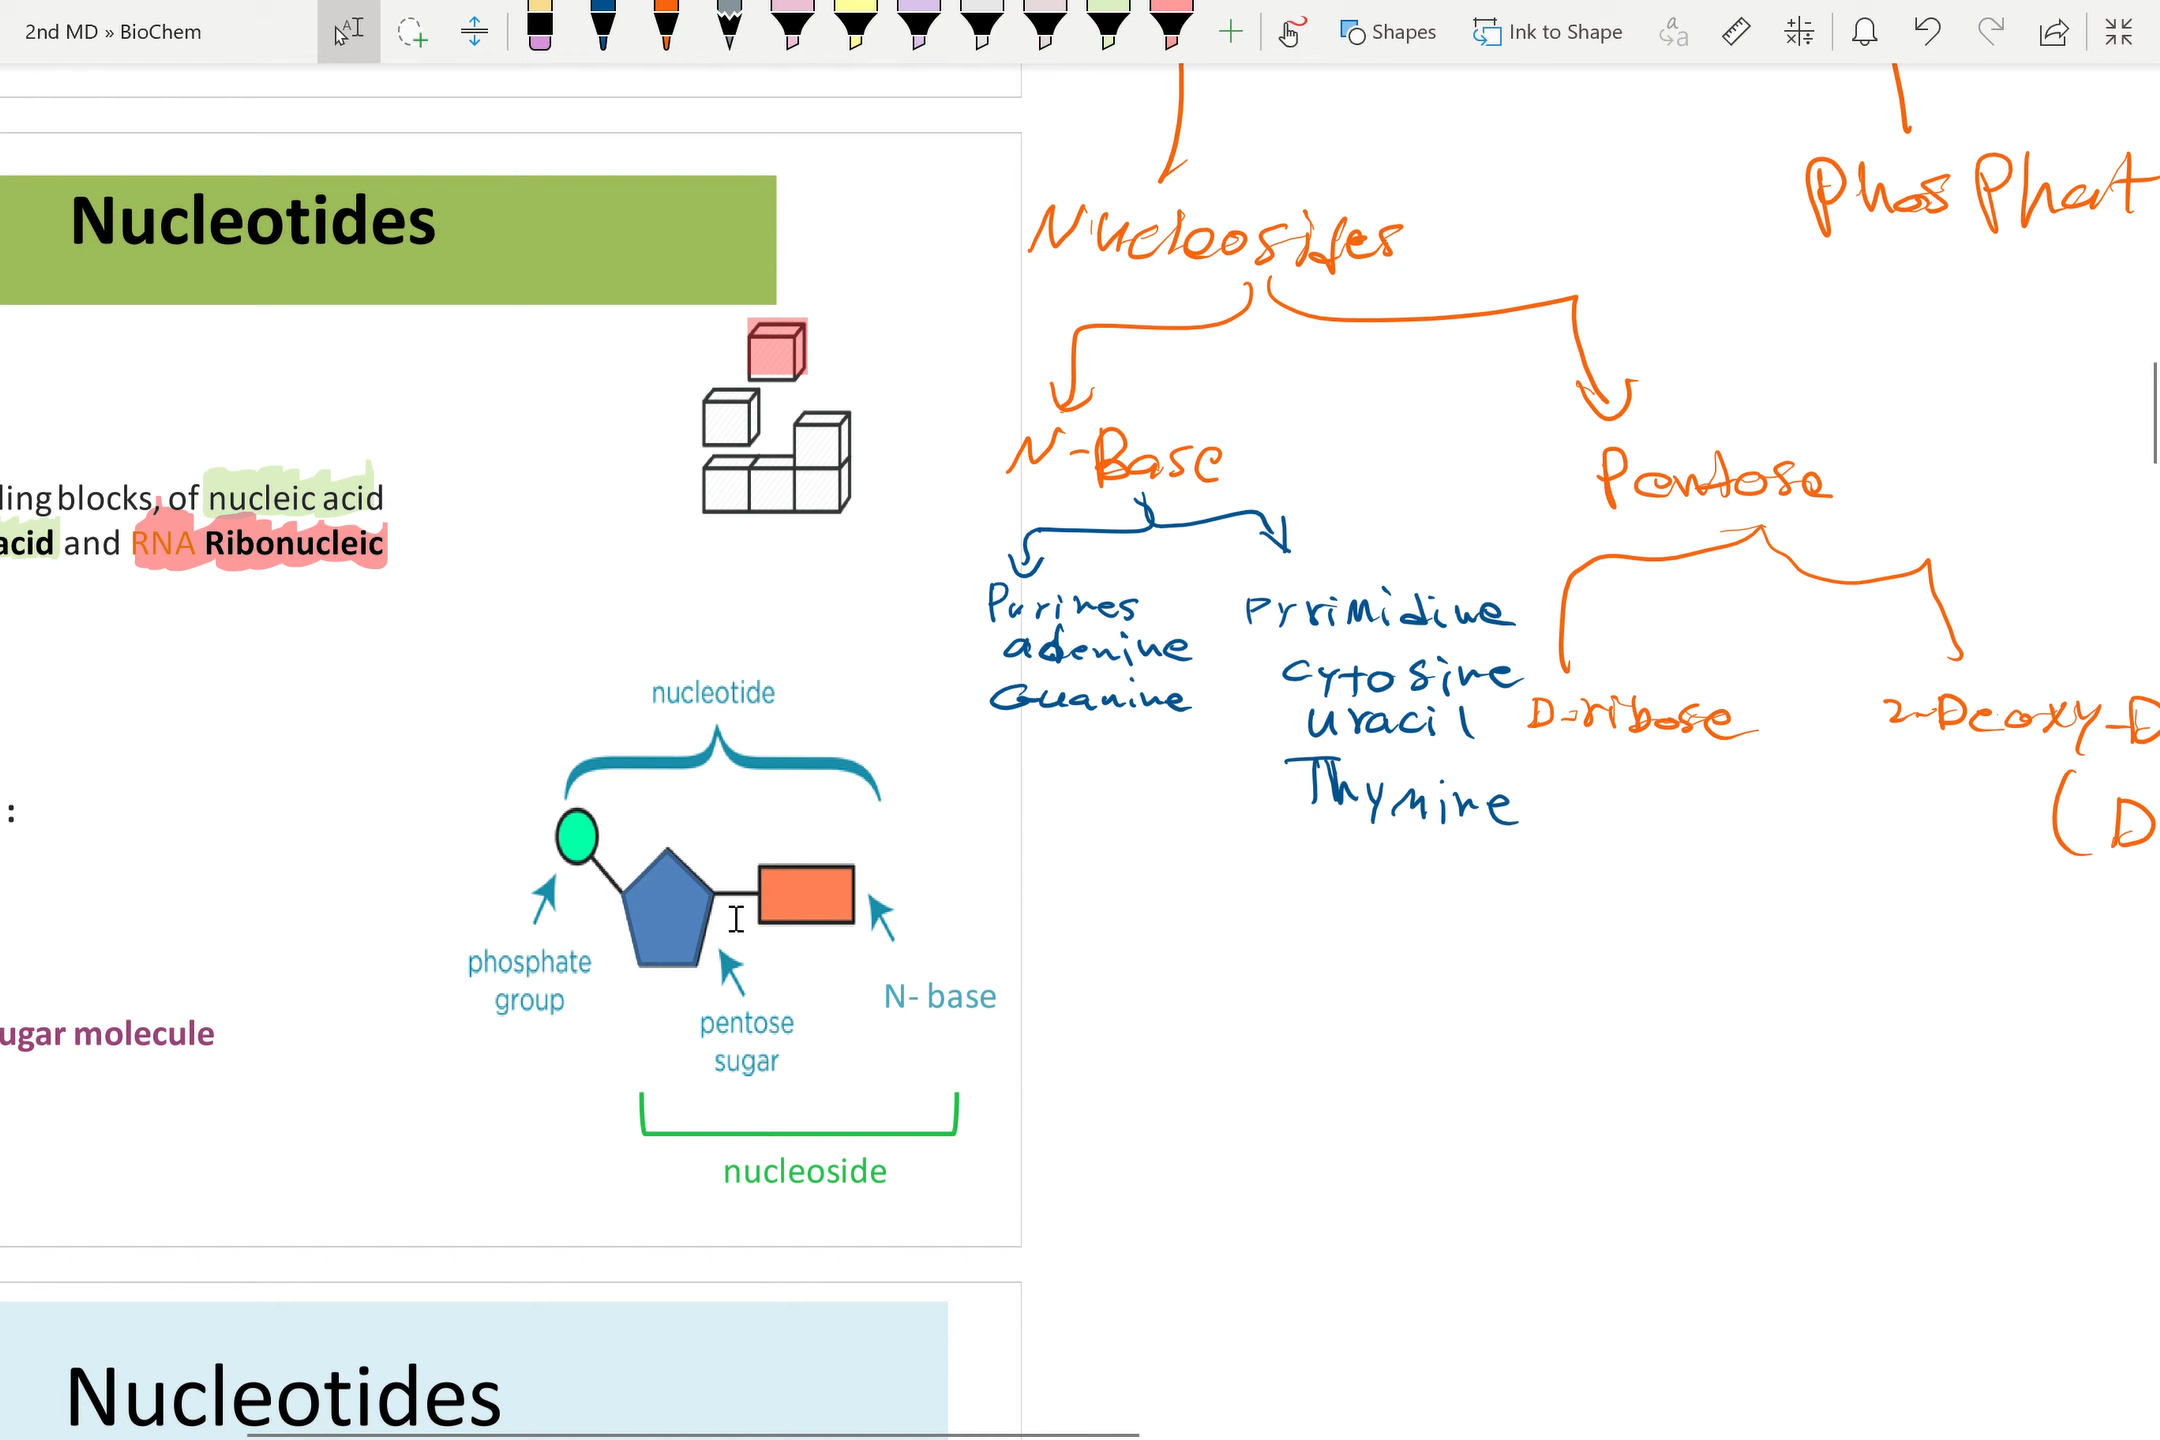 2nd MD » BioChem
Shapes
Ink to Shape
Nucleotides
ling blocks, of nucleic acid
acid and RNA Ribonucleic
:
ugar molecule
nucleotide
phosphate
group
pentose
sugar
N- base
nucleoside
Nucleotides
Nucleosides
Phosphat
N-Base
Pentose
Purines
adenine
Guanine
Pyrimidine
cytosine
uracil
Thymine
D-ribose
2-Deoxy-D
(D